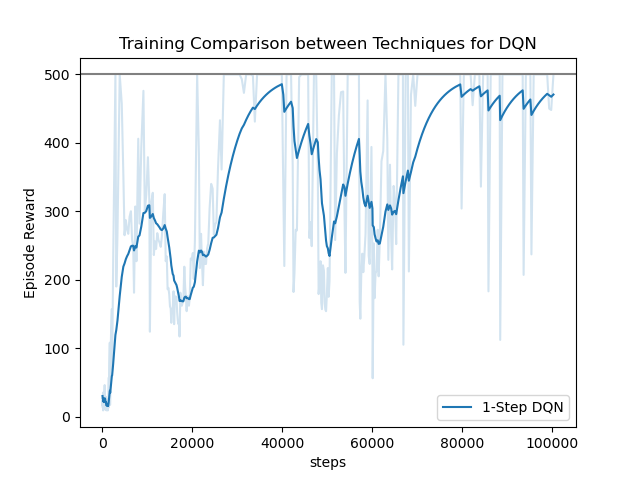 Training Comparison between Techniques for DQN
Episode Reward
500
400
300
200
100
0
1-Step DQN
0 20000 40000 60000 80000 100000
steps